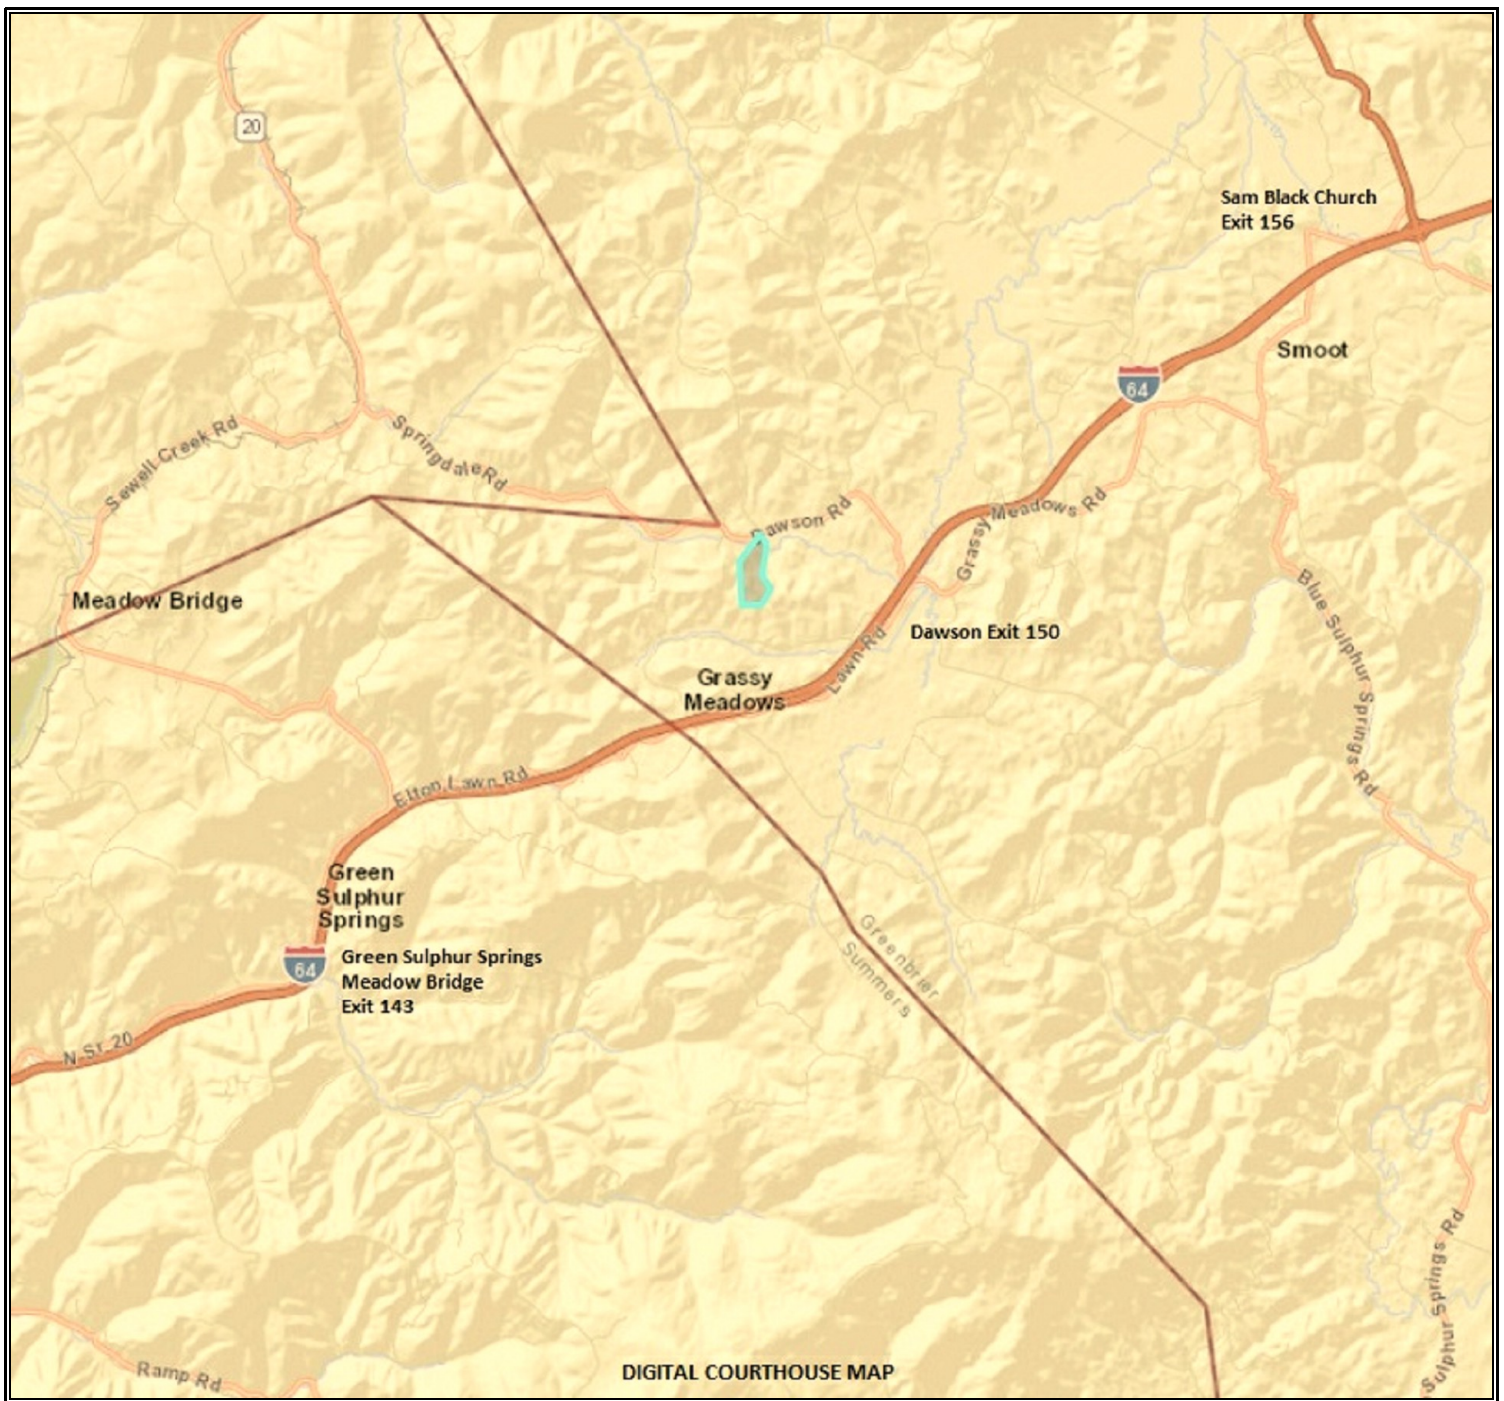 20
Sam Black Church
Exit 156
Smoot
64
Sewell Creek Rd
Springdale Rd
Dawson Rd
Grassy Meadows Rd
Meadow Bridge
Blue Sulphur Springs Rd
Dawson Exit 150
Lawn Rd
Grassy
Meadows
Elton Lawn Rd
Green
Sulphur
Springs
64
Green Sulphur Springs
Meadow Bridge
Exit 143
Greenbrier
Summers
N Sr 20
Sulphur Springs Rd
Ramp Rd
DIGITAL COURTHOUSE MAP